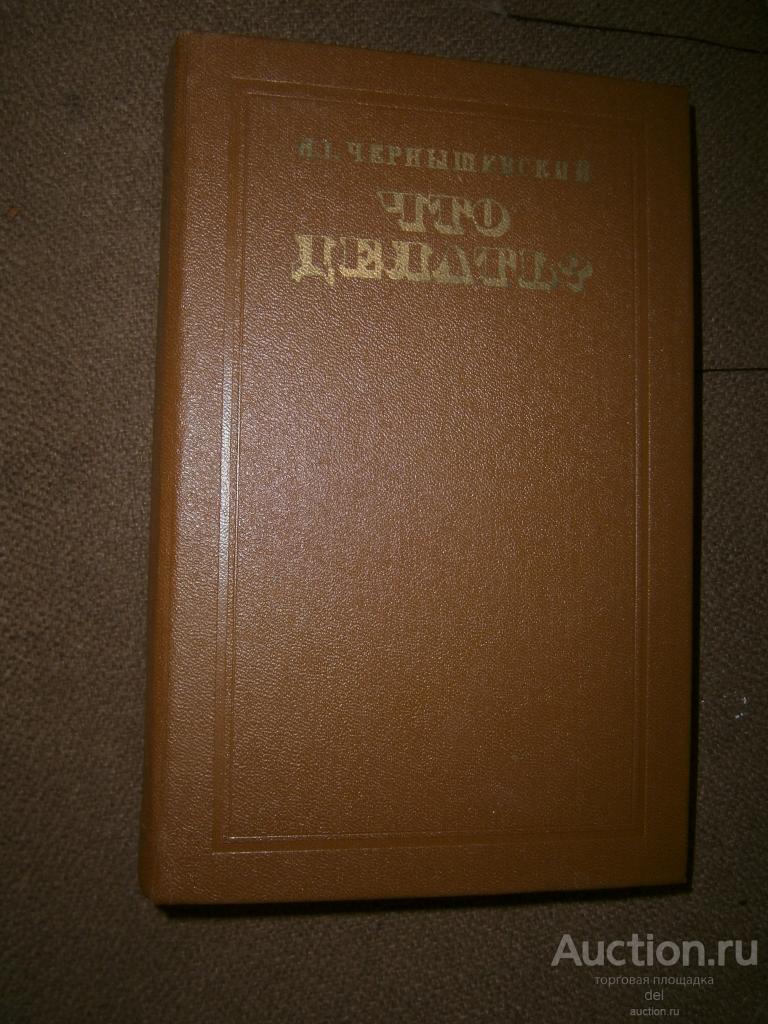 Н.Г. ЧЕРНЫШЕВСКИЙ
ЧТО
ДЕЛАТЬ?
Auction.ru
торговая площадка
del
auction.ru